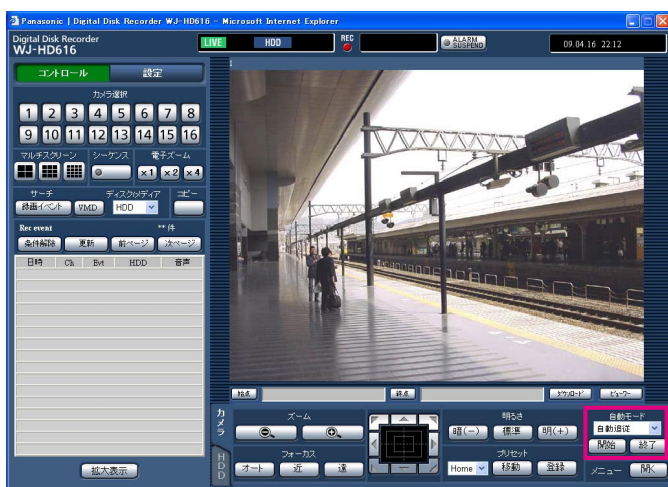 Panasonic | Digital Disk Recorder WJ-HD616 - Microsoft Internet Explorer
Digital Disk Recorder
WJ-HD616
LIVE HDD REC ALARM SUSPEND 09.04.16 22:12
コントロール 設定
1
カメラ選択
1 2 3 4 5 6 7 8
9 10 11 12 13 14 15 16
マルチスクリーン シーケンス 電子ズーム
×1 ×2 ×4
サーチ ディスク/メディア コピー
録画イベント VMD HDD
Rec event ** 件
条件解除 更新 前ページ 次ページ
日時 Ch Evt HDD 音声
拡大表示
始点 終点 ダウンロード ビューワー
カメラ
HDD
ズーム 明るさ 自動モード
暗(-) 標準 明(+) 自動追従
開始 終了
フォーカス プリセット
オート 近 遠 Home 移動 登録 メニュー 開く